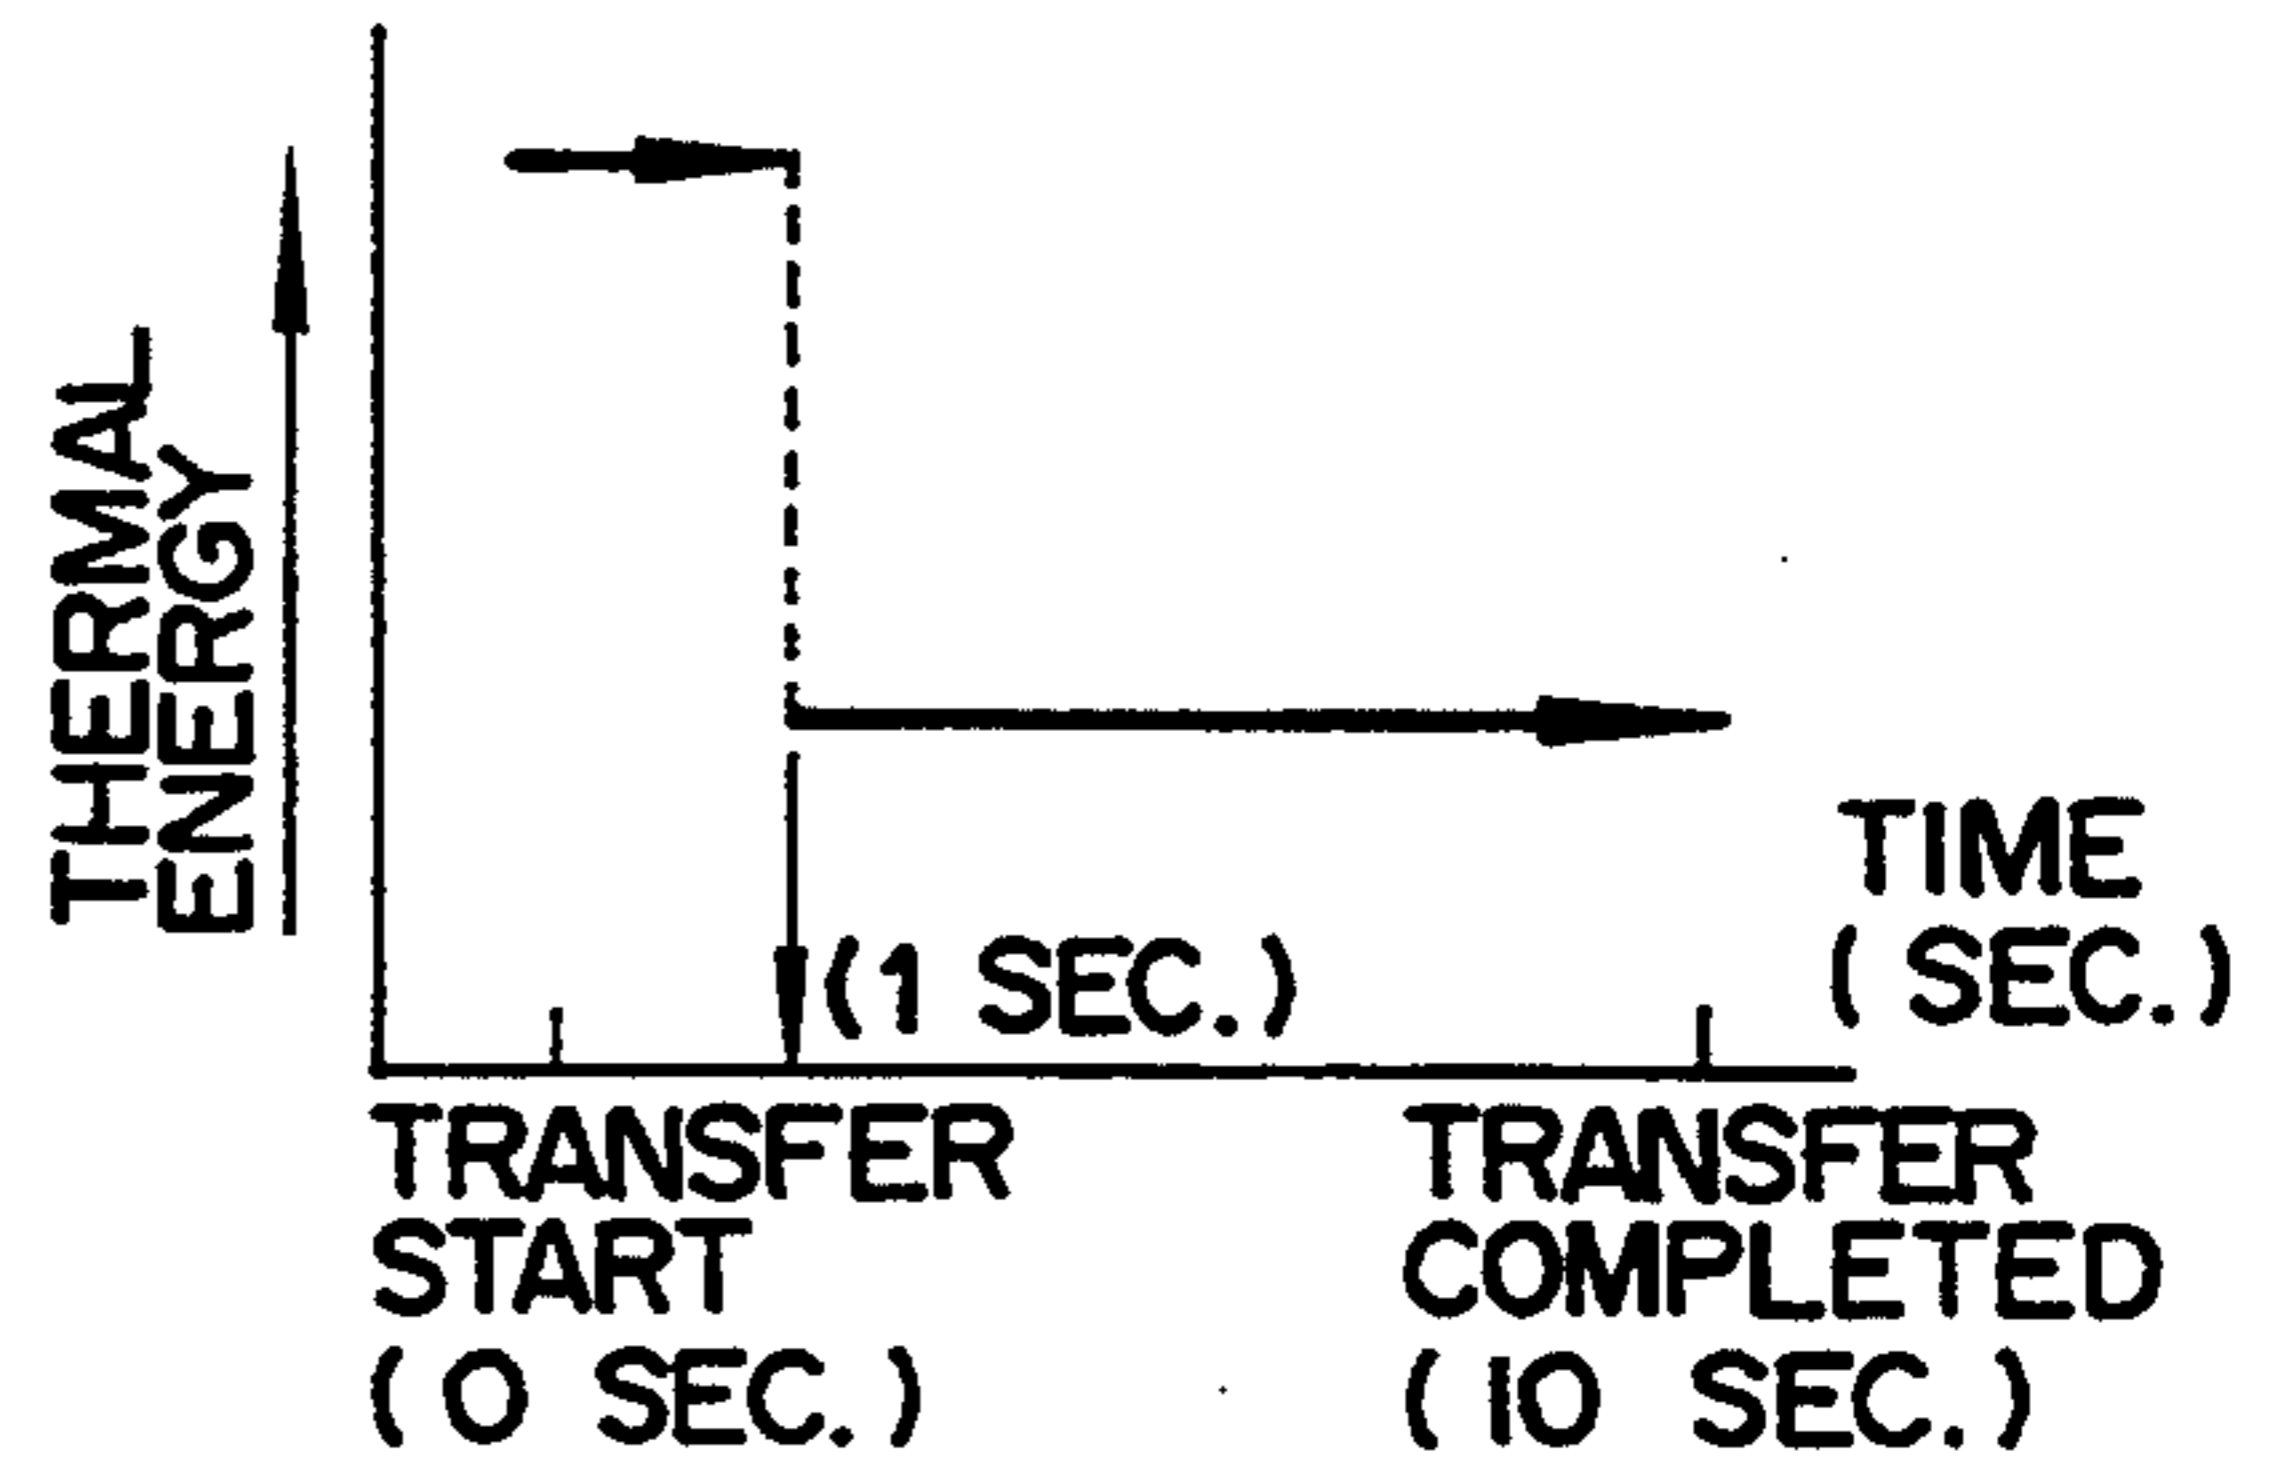 THERMAL
ENERGY
(1 SEC.)
TIME
(SEC.)
TRANSFER
START
(0 SEC.)
TRANSFER
COMPLETED
(10 SEC.)